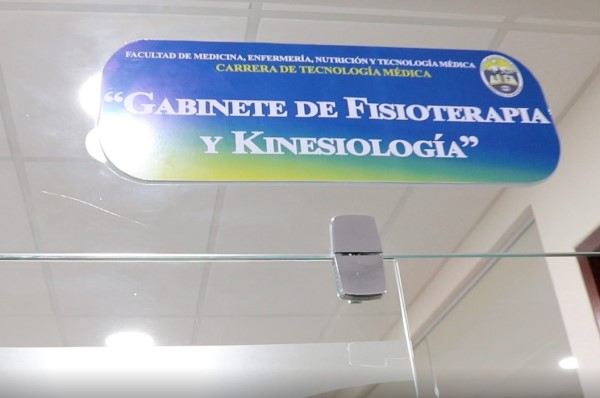 FACULTAD DE MEDICINA, ENFERMERÍA, NUTRICIÓN Y TECNOLOGÍA MÉDICA
CARRERA DE TECNOLOGÍA MÉDICA
“GABINETE DE FISIOTERAPIA
Y KINESIOLOGÍA”